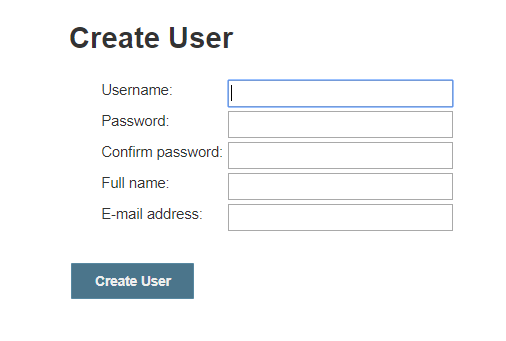 Create User
Username:
Password:
Confirm password:
Full name:
E-mail address:
Create User